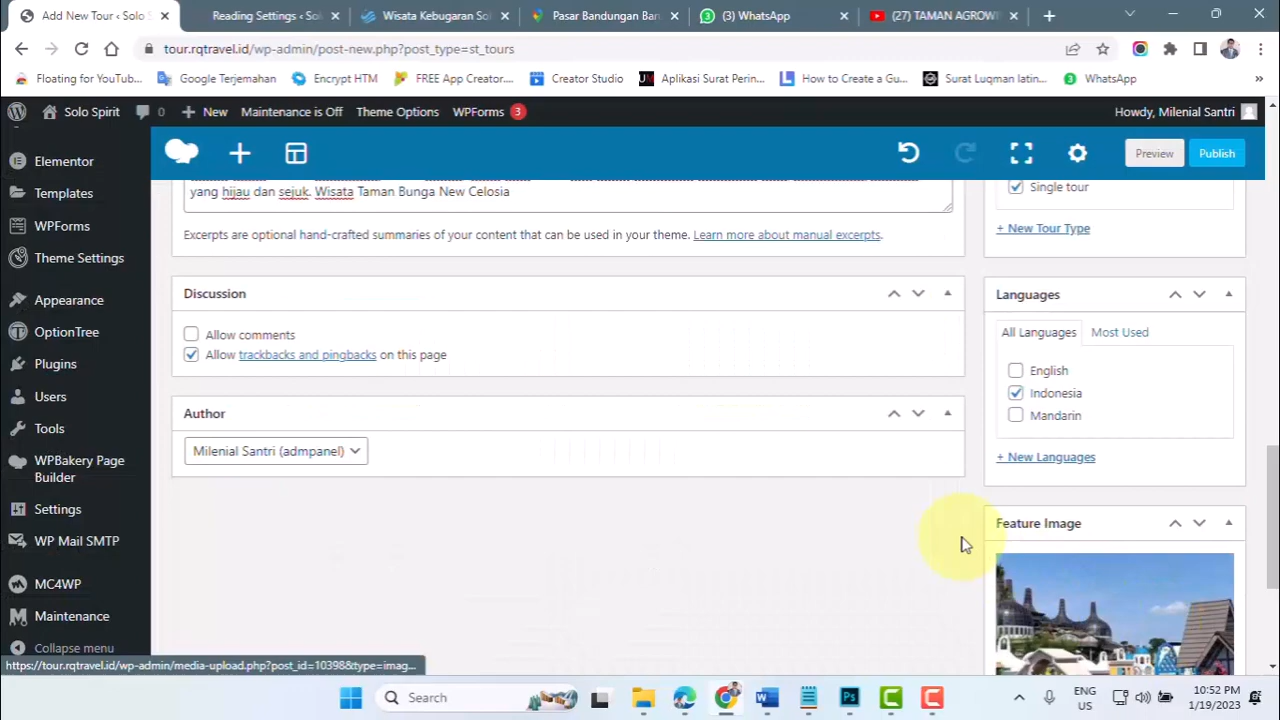 Add New Tour ‹ Solo S
Reading Settings ‹ Sol
Wisata Kebugaran Sol
Pasar Bandungan Ban
(3) WhatsApp
(27) TAMAN AGROWI
tour.rqtravel.id/wp-admin/post-new.php?post_type=st_tours
Floating for YouTub...
Google Terjemahan
Encrypt HTM
FREE App Creator....
Creator Studio
Aplikasi Surat Perin...
How to Create a Gu...
Surat Luqman latin...
WhatsApp
»
Solo Spirit
0
New
Maintenance is Off
Theme Options
WPForms 3
Howdy, Milenial Santri
Preview
Publish
Elementor
Templates
WPForms
Theme Settings
Appearance
OptionTree
Plugins
Users
Tools
WPBakery Page
Builder
Settings
WP Mail SMTP
MC4WP
Maintenance
Collapse menu
yang hijau dan sejuk. Wisata Taman Bunga New Celosia
Excerpts are optional hand-crafted summaries of your content that can be used in your theme. Learn more about manual excerpts.
Discussion
Allow comments
Allow trackbacks and pingbacks on this page
Author
Milenial Santri (admpanel)
Single tour
+ New Tour Type
Languages
All Languages
Most Used
English
Indonesia
Mandarin
+ New Languages
Feature Image
https://tour.rqtravel.id/wp-admin/media-upload.php?post_id=10398&type=imag...
Search
ENG
US
10:52 PM
1/19/2023